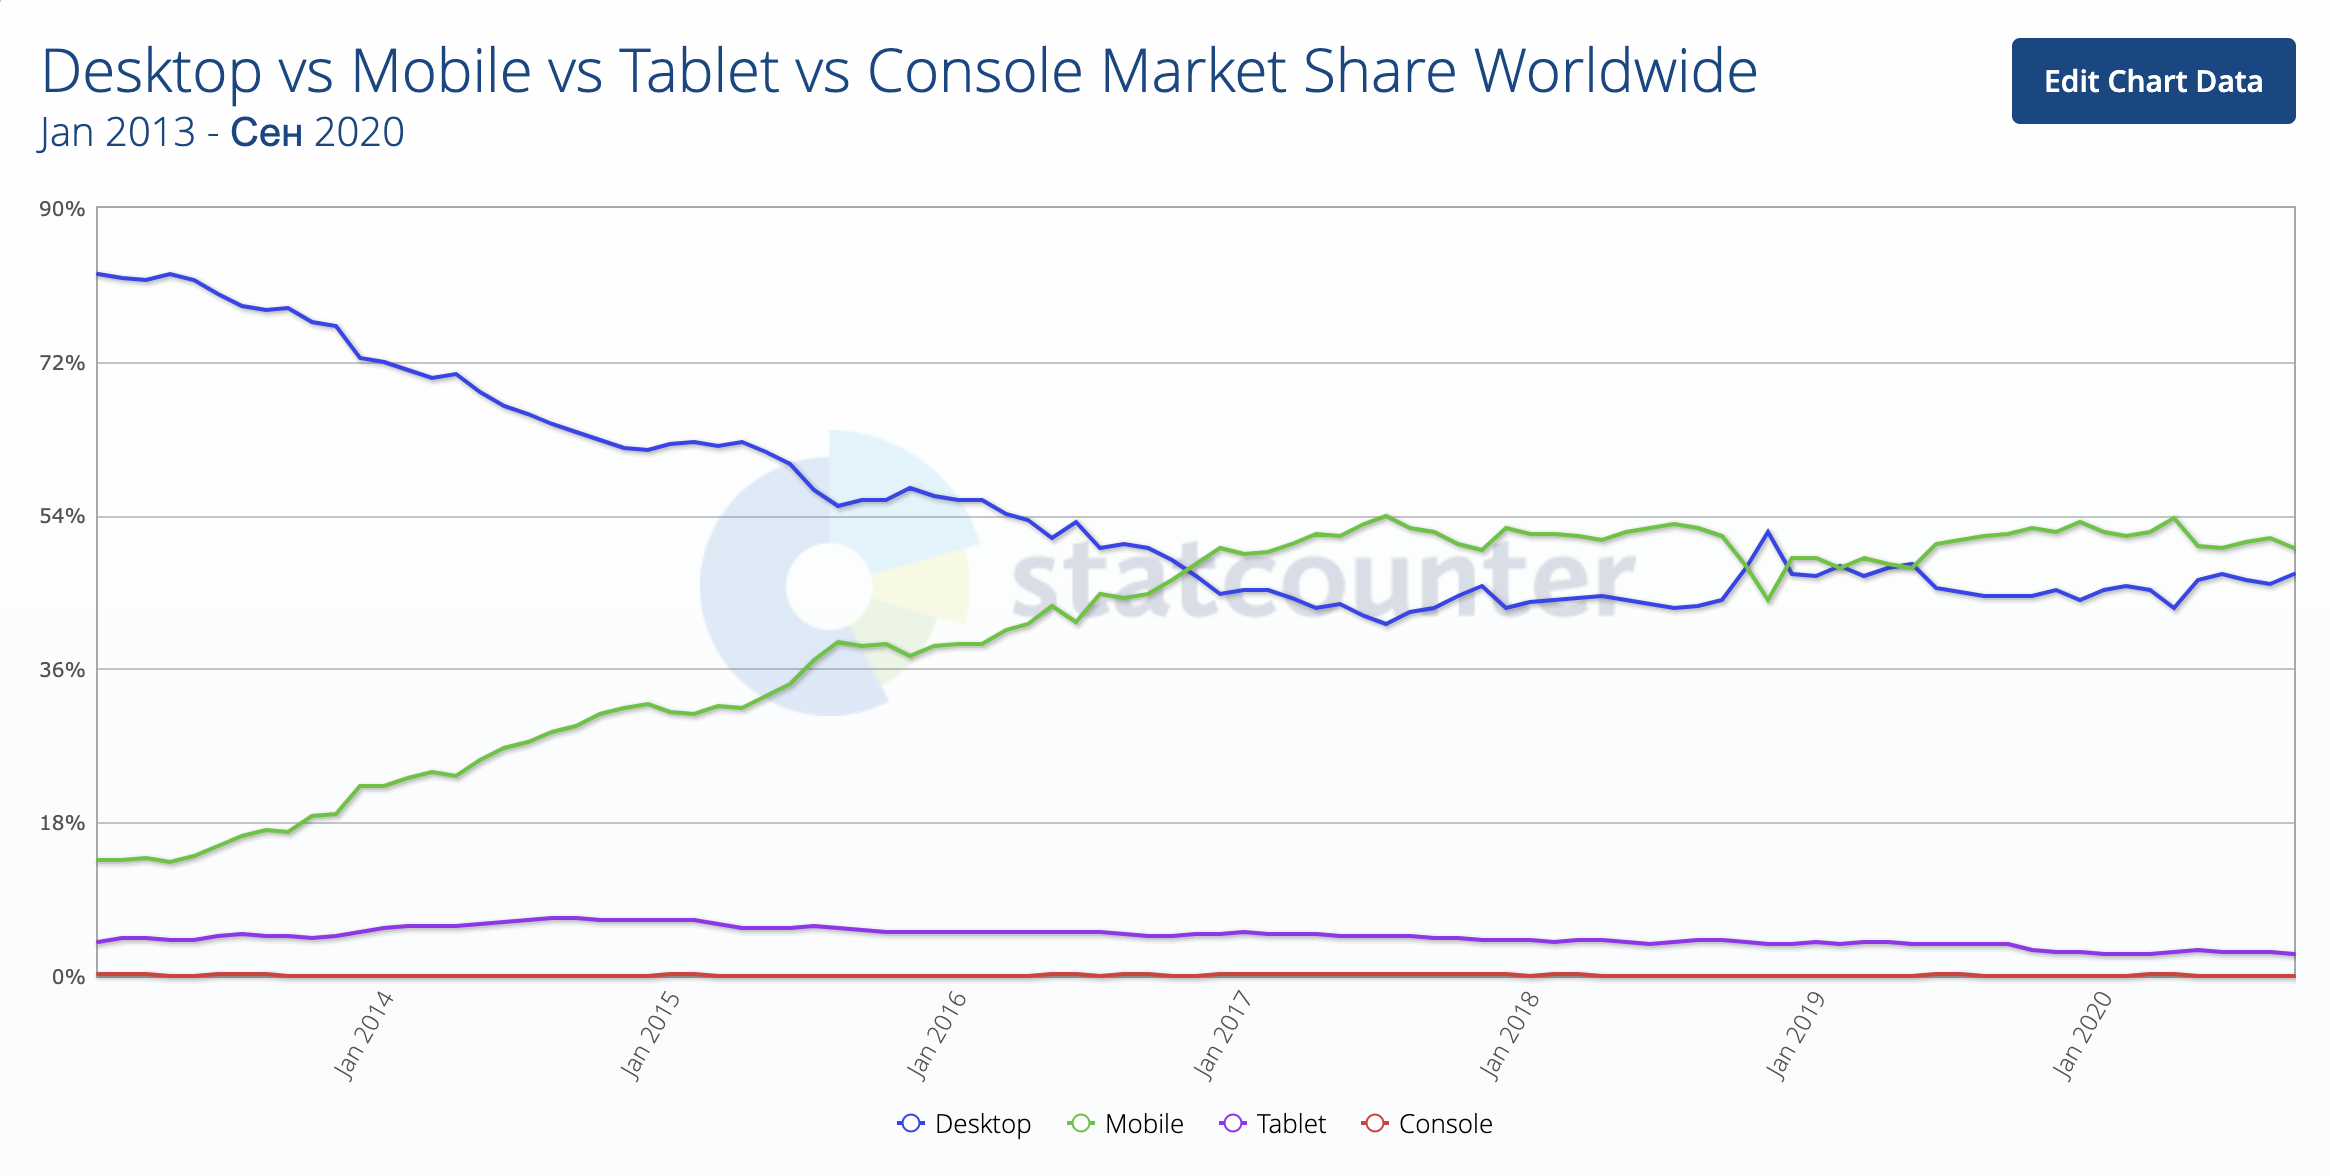 Desktop vs Mobile vs Tablet vs Console Market Share Worldwide
Edit Chart Data
Jan 2013 - Сен 2020
90%
72%
54%
36%
18%
0%
statcounter
Jan 2014
Jan 2015
Jan 2016
Jan 2017
Jan 2018
Jan 2019
Jan 2020
Desktop
Mobile
Tablet
Console